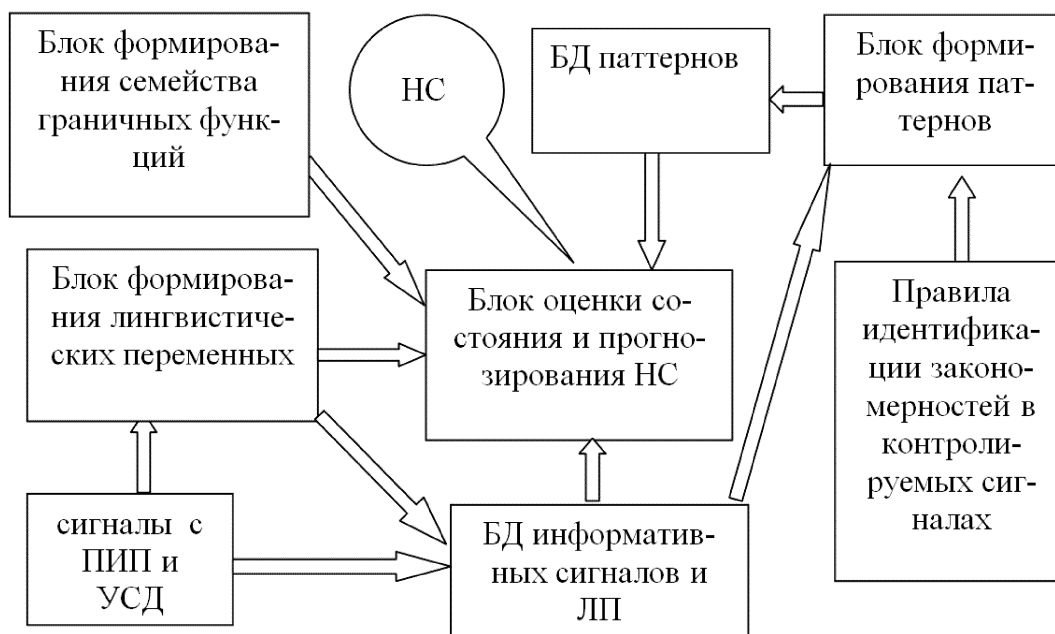 Блок формирова-
ния семейства
граничных функ-
ций
НС
БД паттернов
Блок форми-
рования пат-
тернов
Блок формирова-
ния лингвистиче-
ских переменных
Блок оценки со-
стояния и прогно-
зирования НС
Правила
идентифика-
ции законо-
мерностей в
контроли-
руемых сиг-
налах
сигналы с
ПИП и
УСД
БД информатив-
ных сигналов и
ЛП